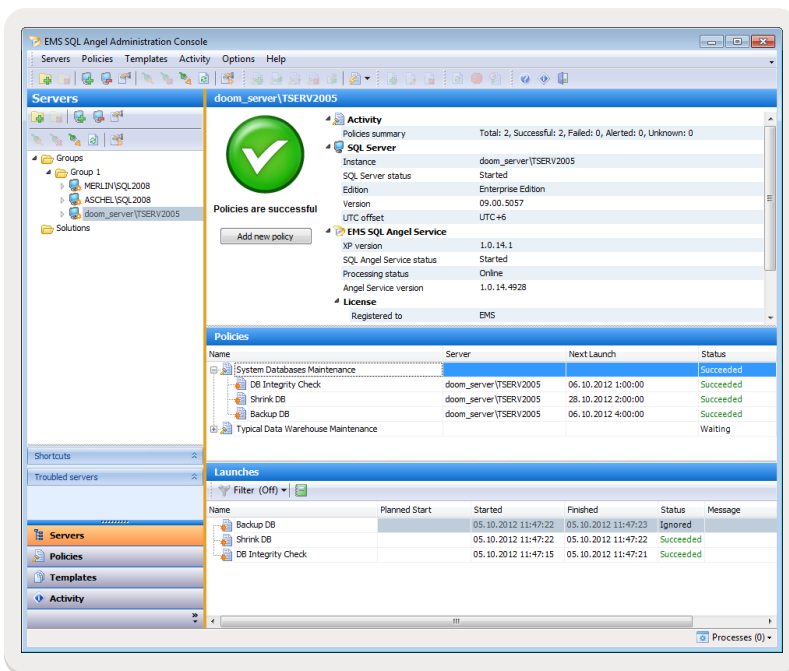 EMS SQL Angel Administration Console
Servers Policies Templates Activity Options Help
Servers
Groups
Group 1
MERLIN\SQL2008
ASCHEL\SQL2008
doom_server\TSERV2005
Solutions
Shortcuts
Troubled servers
Servers
Policies
Templates
Activity
doom_server\TSERV2005
Policies are successful
Add new policy
Activity
Policies summary Total: 2, Successful: 2, Failed: 0, Alerted: 0, Unknown: 0
SQL Server
Instance doom_server\TSERV2005
SQL Server status Started
Edition Enterprise Edition
Version 09.00.5057
UTC offset UTC+6
EMS SQL Angel Service
XP version 1.0.14.1
SQL Angel Service status Started
Processing status Online
Angel Service version 1.0.14.4928
License
Registered to EMS
Policies
Name Server Next Launch Status
System Databases Maintenance Succeeded
DB Integrity Check doom_server\TSERV2005 06.10.2012 1:00:00 Succeeded
Shrink DB doom_server\TSERV2005 28.10.2012 2:00:00 Succeeded
Backup DB doom_server\TSERV2005 06.10.2012 4:00:00 Succeeded
Typical Data Warehouse Maintenance Waiting
Launches
Filter (Off)
Name Planned Start Started Finished Status Message
Backup DB 05.10.2012 11:47:22 05.10.2012 11:47:23 Ignored
Shrink DB 05.10.2012 11:47:22 05.10.2012 11:47:22 Succeeded
DB Integrity Check 05.10.2012 11:47:15 05.10.2012 11:47:21 Succeeded
Processes (0)